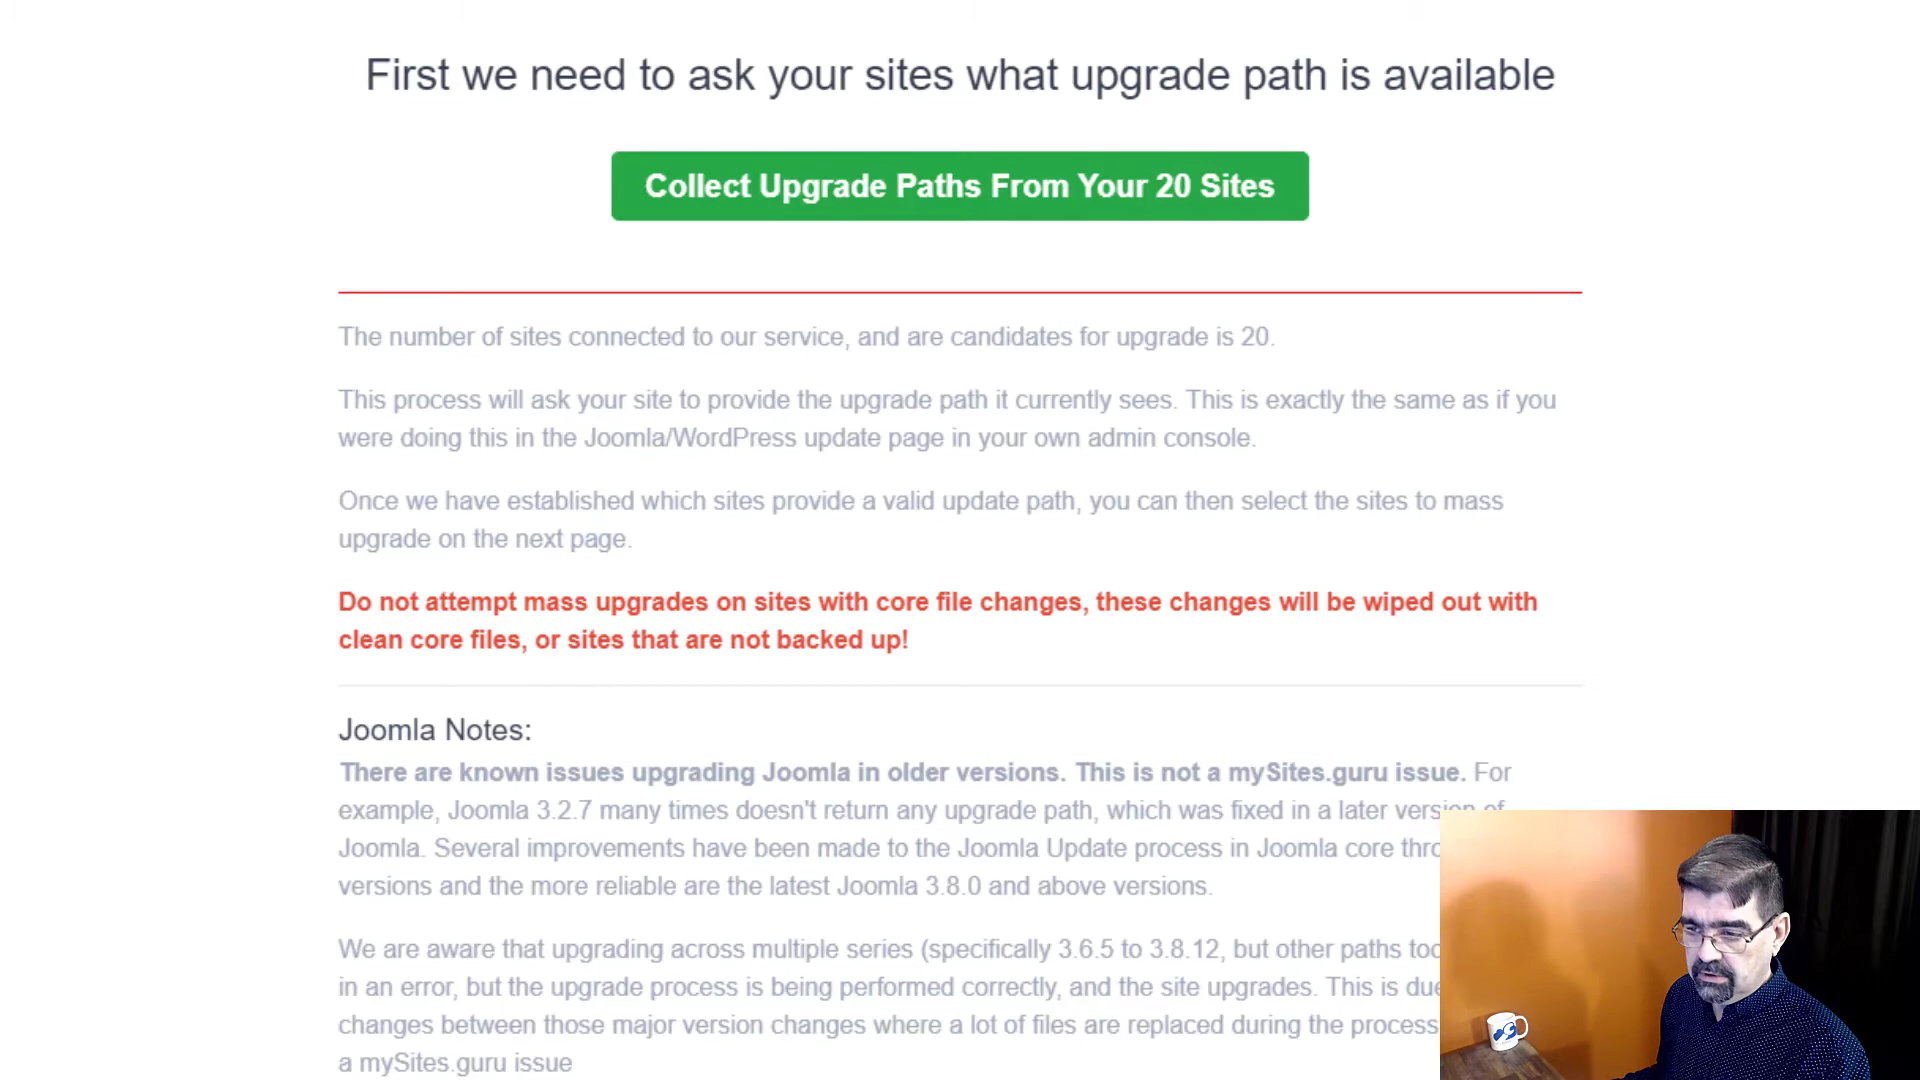 First we need to ask your sites what upgrade path is available
Collect Upgrade Paths From Your 20 Sites
The number of sites connected to our service, and are candidates for upgrade is 20.
This process will ask your site to provide the upgrade path it currently sees. This is exactly the same as if you
were doing this in the Joomla/WordPress update page in your own admin console.
Once we have established which sites provide a valid update path, you can then select the sites to mass
upgrade on the next page.
Do not attempt mass upgrades on sites with core file changes, these changes will be wiped out with
clean core files, or sites that are not backed up!
Joomla Notes:
There are known issues upgrading Joomla in older versions. This is not a mySites.guru issue. For
example, Joomla 3.2.7 many times doesn't return any upgrade path, which was fixed in a later version of
Joomla. Several improvements have been made to the Joomla Update process in Joomla core
versions and the more reliable are the latest Joomla 3.8.0 and above versions.
We are aware that upgrading across multiple series (specifically 3.6.5 to 3.8.12, but other paths
in an error, but the upgrade process is being performed correctly, and the site upgrades. This is
changes between those major version changes where a lot of files are replaced during the process
a mySites.guru issue